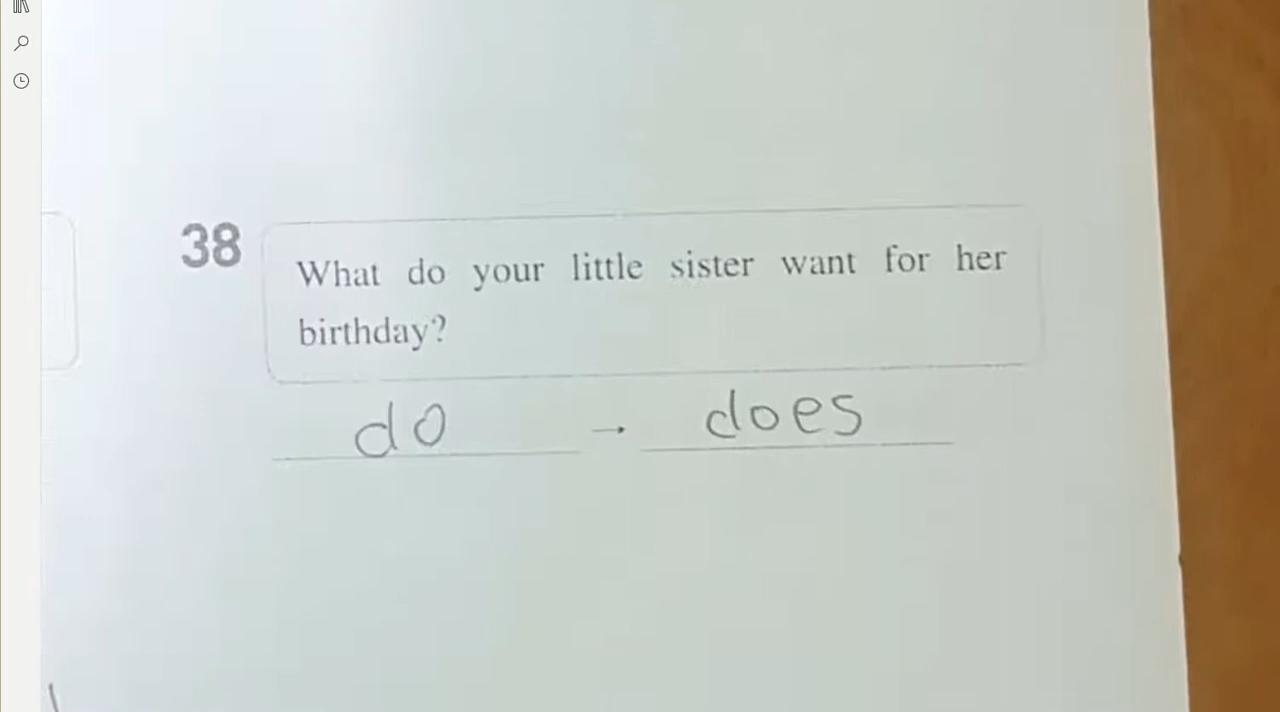 38
What do your little sister want for her
birthday?
do → does